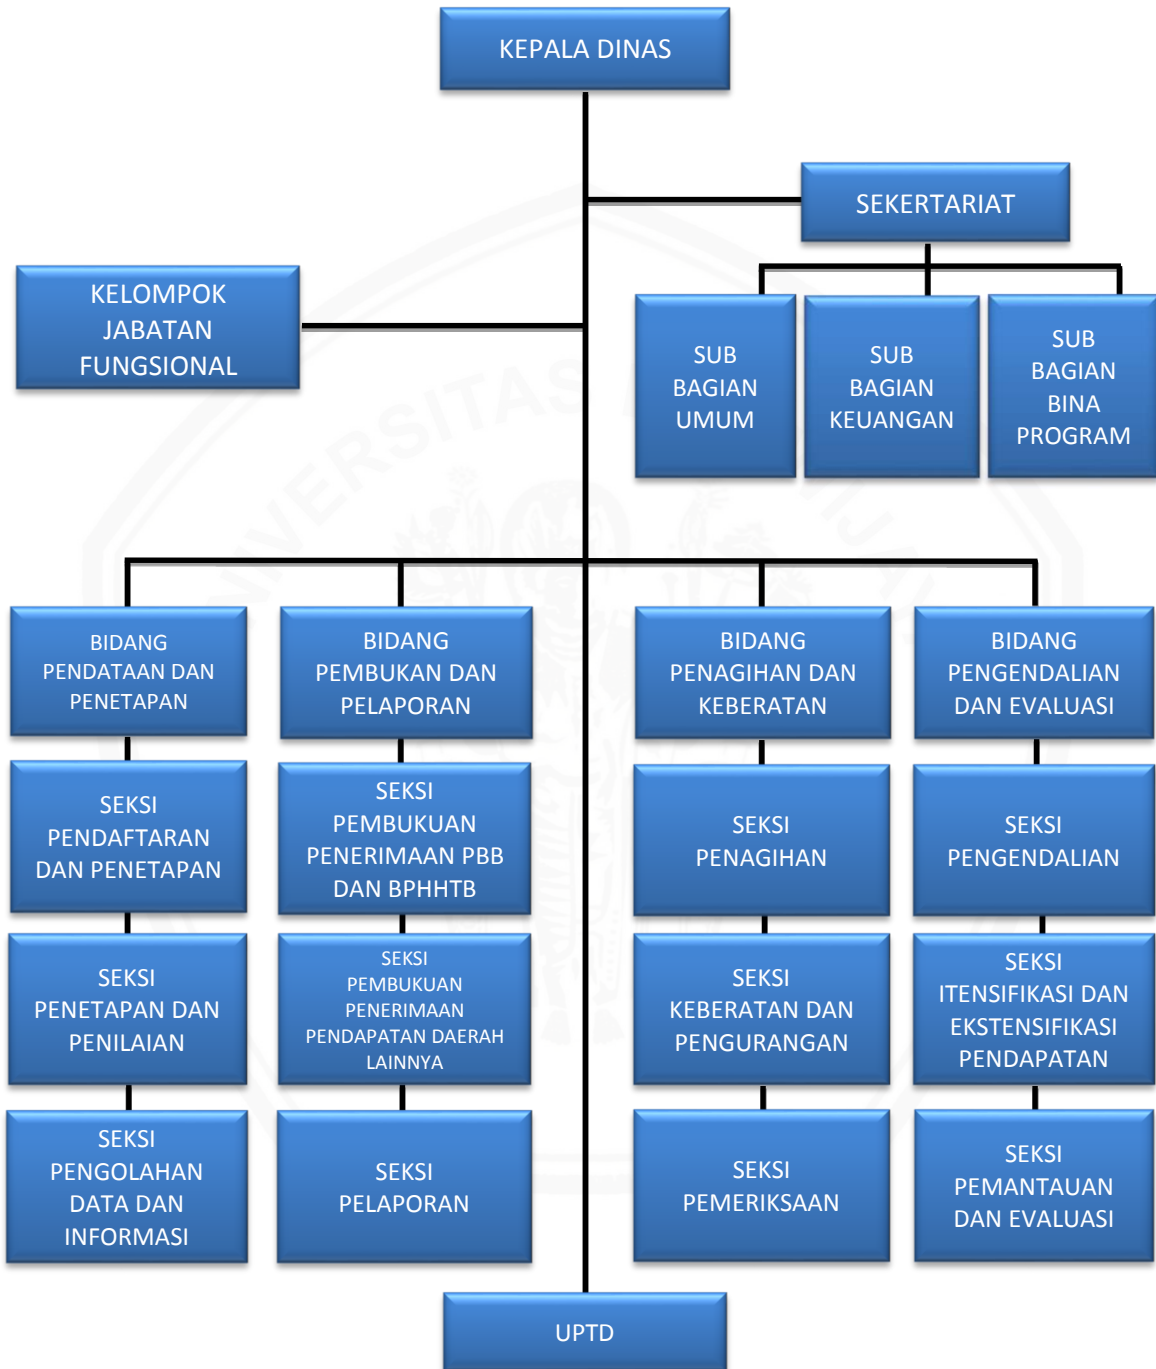 KEPALA DINAS
SEKERTARIAT
KELOMPOK
JABATAN
FUNGSIONAL
SUB
BAGIAN
UMUM
SUB
BAGIAN
KEUANGAN
SUB
BAGIAN
BINA
PROGRAM
BIDANG
PENDATAAN DAN
PENETAPAN
BIDANG
PEMBUKAN DAN
PELAPORAN
BIDANG
PENAGIHAN DAN
KEBERATAN
BIDANG
PENGENDALIAN
DAN EVALUASI
SEKSI
PENDAFTARAN
DAN PENETAPAN
SEKSI
PEMBUKUAN
PENERIMAAN PBB
DAN BPHHTB
SEKSI
PENAGIHAN
SEKSI
PENGENDALIAN
SEKSI
PENETAPAN DAN
PENILAIAN
SEKSI
PEMBUKUAN
PENERIMAAN
PENDAPATAN DAERAH
LAINNYA
SEKSI
KEBERATAN DAN
PENGURANGAN
SEKSI
ITENSIFIKASI DAN
EKSTENSIFIKASI
PENDAPATAN
SEKSI
PENGOLAHAN
DATA DAN
INFORMASI
SEKSI
PELAPORAN
SEKSI
PEMERIKSAAN
SEKSI
PEMANTAUAN
DAN EVALUASI
UPTD
UNIVERSITAS